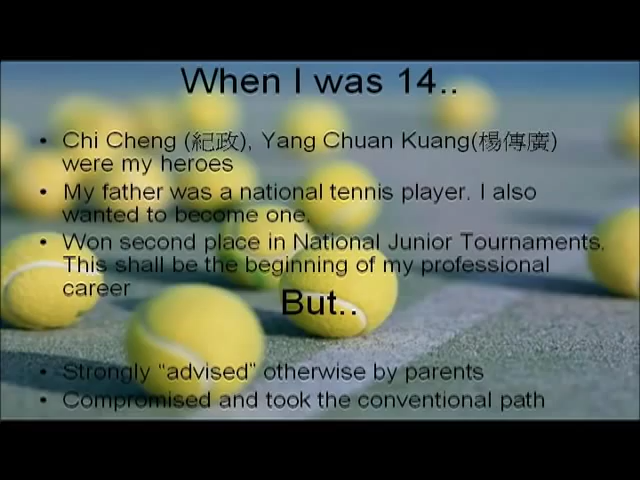 When I was 14..
• Chi Cheng (紀政), Yang Chuan Kuang(楊傳廣)
were my heroes
• My father was a national tennis player. I also
wanted to become one.
• Won second place in National Junior Tournaments.
This shall be the beginning of my professional
career
But..
• Strongly “advised” otherwise by parents
• Compromised and took the conventional path